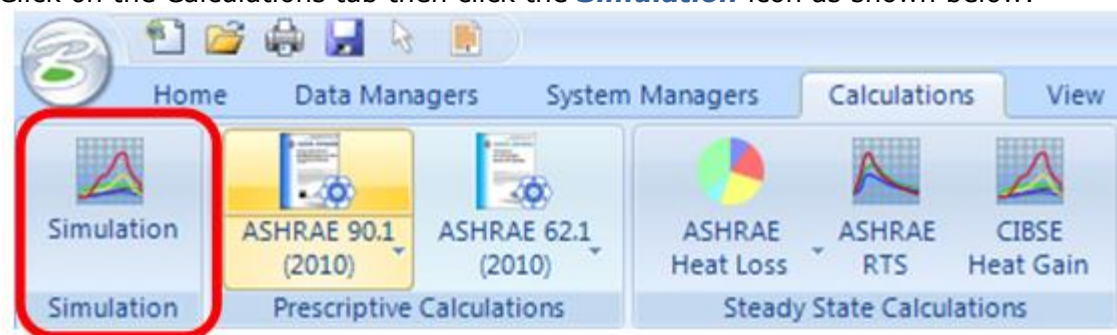 Click on the Calculations tab then click the Simulation icon as shown below.
Home Data Managers System Managers Calculations View
Simulation ASHRAE 90.1 ASHRAE 62.1 ASHRAE ASHRAE CIBSE
(2010) (2010) Heat Loss RTS Heat Gain
Simulation Prescriptive Calculations Steady State Calculations